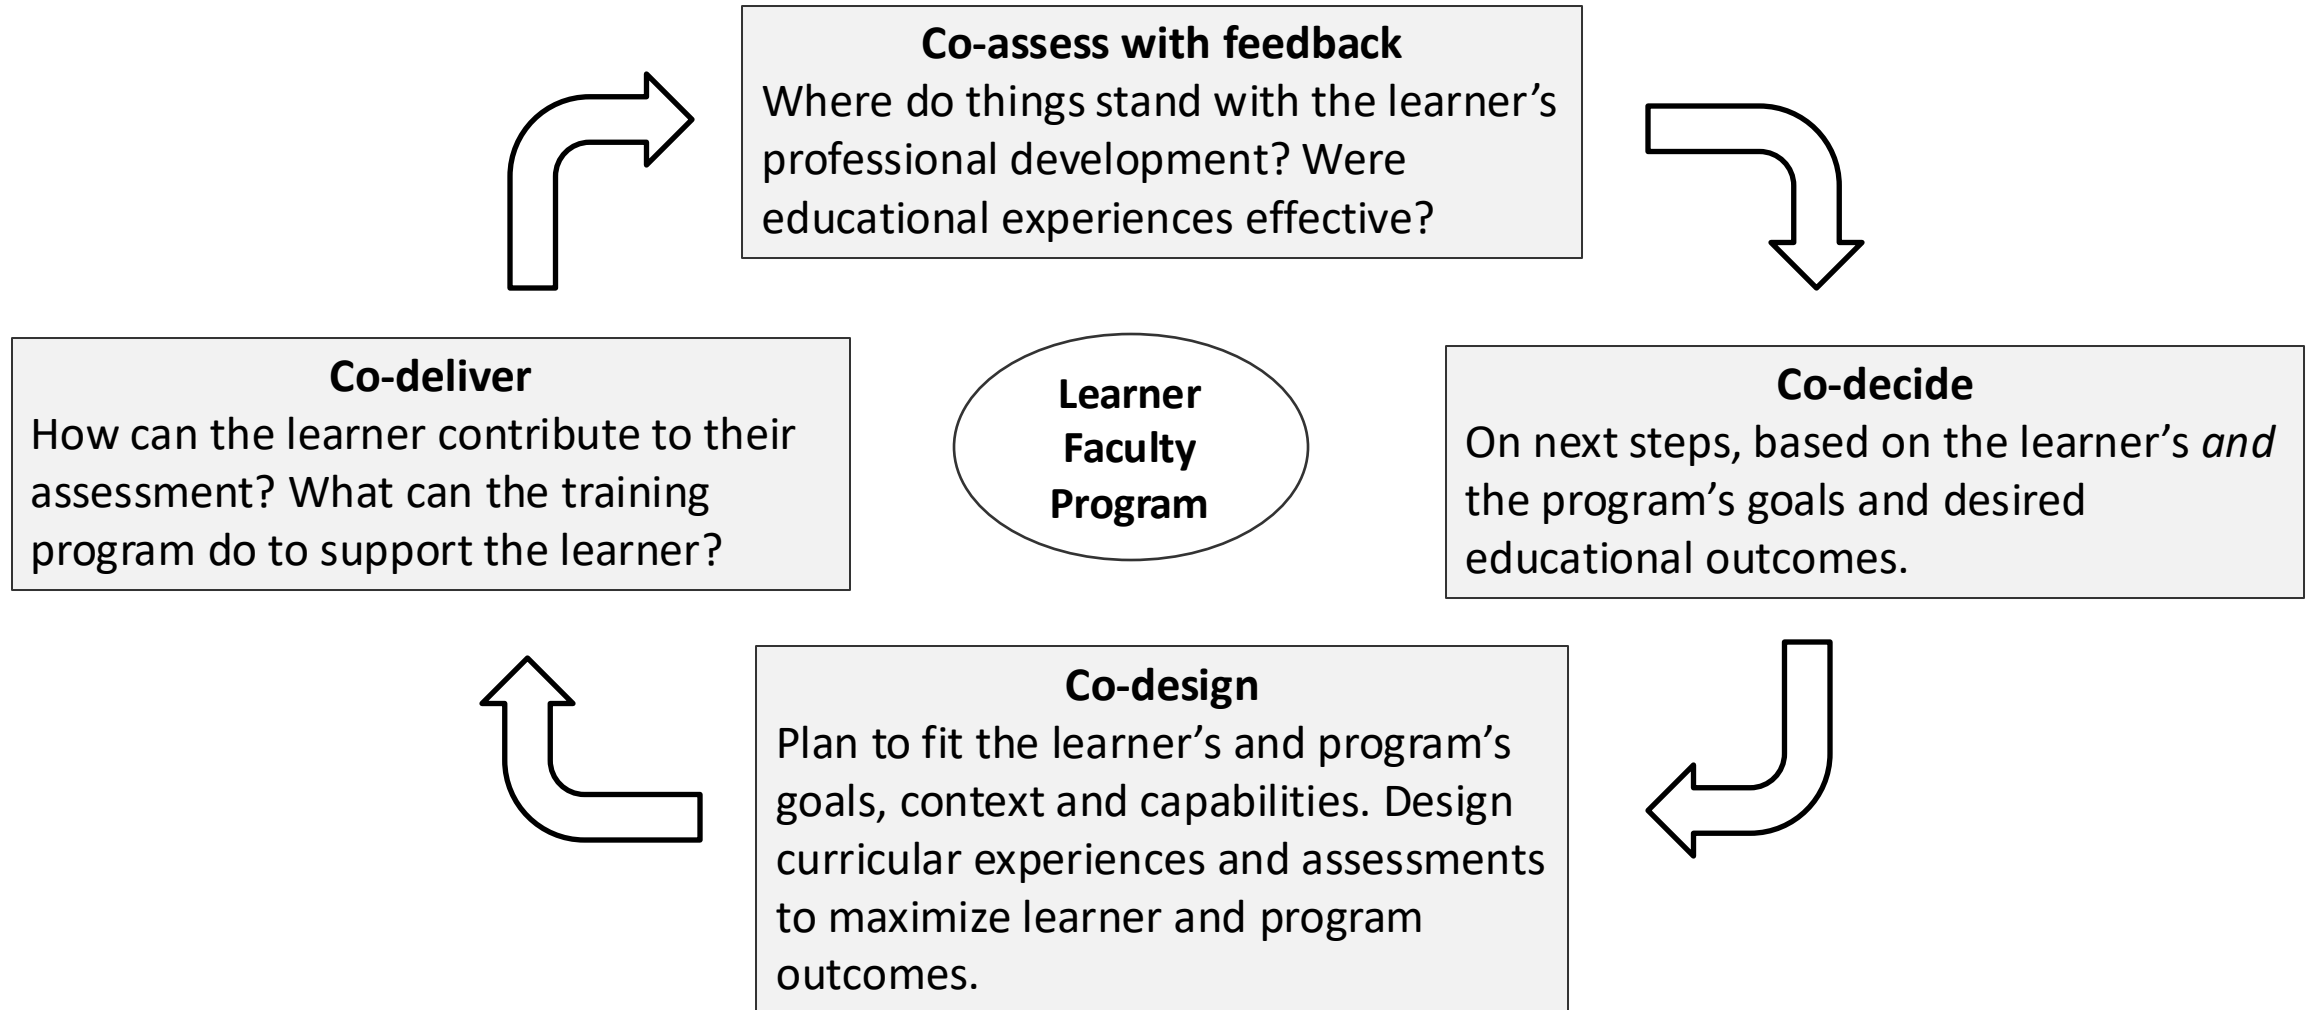 Co-assess with feedback
Where do things stand with the learner’s
professional development? Were
educational experiences effective?
Co-deliver
How can the learner contribute to their
assessment? What can the training
program do to support the learner?
Learner
Faculty
Program
Co-decide
On next steps, based on the learner’s and
the program’s goals and desired
educational outcomes.
Co-design
Plan to fit the learner’s and program’s
goals, context and capabilities. Design
curricular experiences and assessments
to maximize learner and program
outcomes.